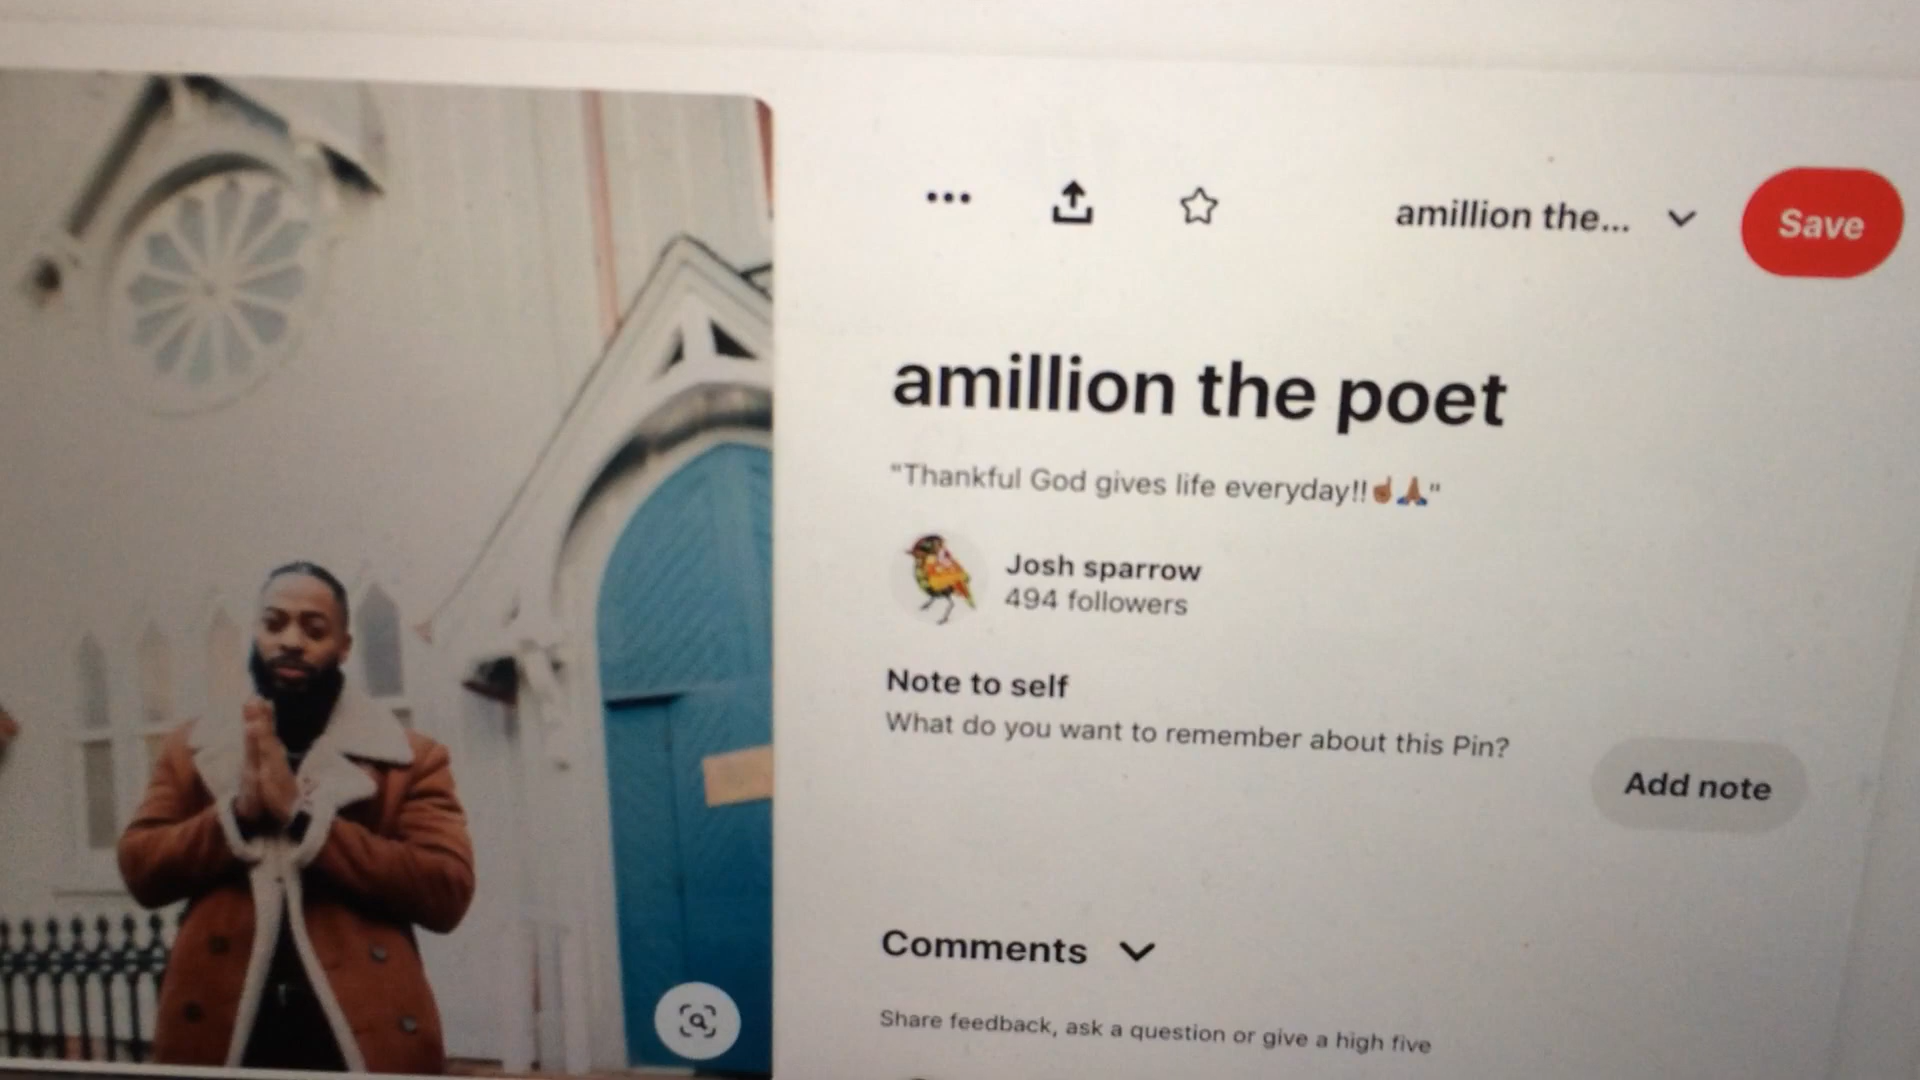 amillion the...
Save
amillion the poet
"Thankful God gives life everyday!!☝🏾🙏🏾"
Josh sparrow
494 followers
Note to self
What do you want to remember about this Pin?
Add note
Comments
Share feedback, ask a question or give a high five